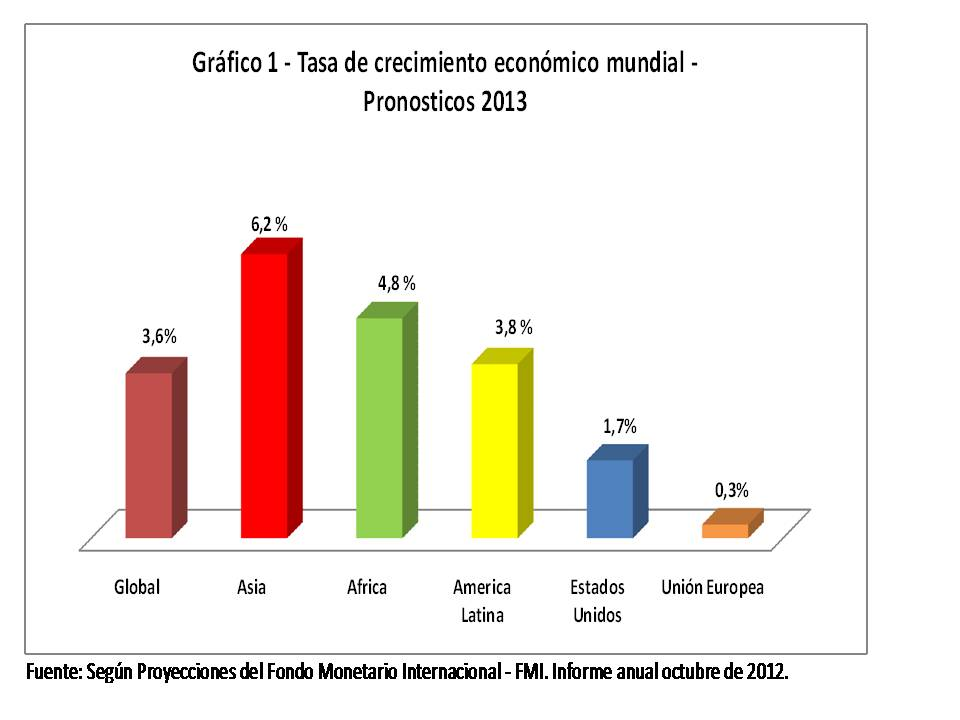 Gráfico 1 - Tasa de crecimiento económico mundial -
Pronosticos 2013
3,6%
6,2 %
4,8 %
3,8 %
1,7%
0,3%
Global
Asia
Africa
America
Latina
Estados
Unidos
Unión Europea
Fuente: Según Proyecciones del Fondo Monetario Internacional - FMI. Informe anual octubre de 2012.